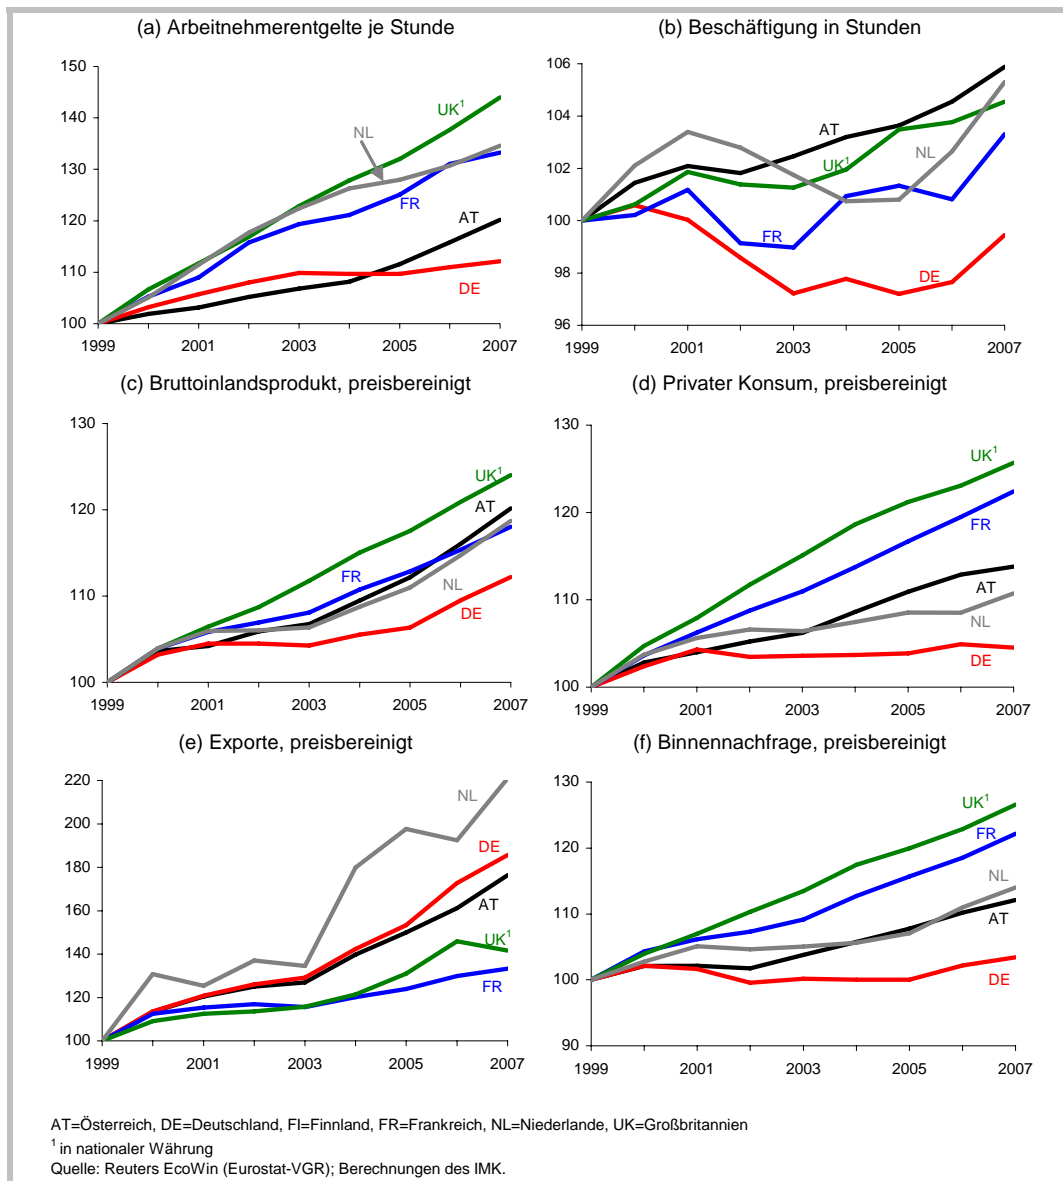 (a) Arbeitnehmerentgelte je Stunde
150
140
130
120
110
100
1999 2001 2003 2005 2007
UK¹
NL
FR
AT
DE
(b) Beschäftigung in Stunden
106
104
102
100
98
96
1999 2001 2003 2005 2007
AT
UK¹
NL
FR
DE
(c) Bruttoinlandsprodukt, preisbereinigt
130
120
110
100
1999 2001 2003 2005 2007
UK¹
AT
FR
NL
DE
(d) Privater Konsum, preisbereinigt
130
120
110
100
1999 2001 2003 2005 2007
UK¹
FR
AT
NL
DE
(e) Exporte, preisbereinigt
220
200
180
160
140
120
100
1999 2001 2003 2005 2007
NL
DE
AT
UK¹
FR
(f) Binnennachfrage, preisbereinigt
130
120
110
100
90
1999 2001 2003 2005 2007
UK¹
FR
NL
AT
DE
AT=Österreich, DE=Deutschland, FI=Finnland, FR=Frankreich, NL=Niederlande, UK=Großbritannien
¹ in nationaler Währung
Quelle: Reuters EcoWin (Eurostat-VGR); Berechnungen des IMK.